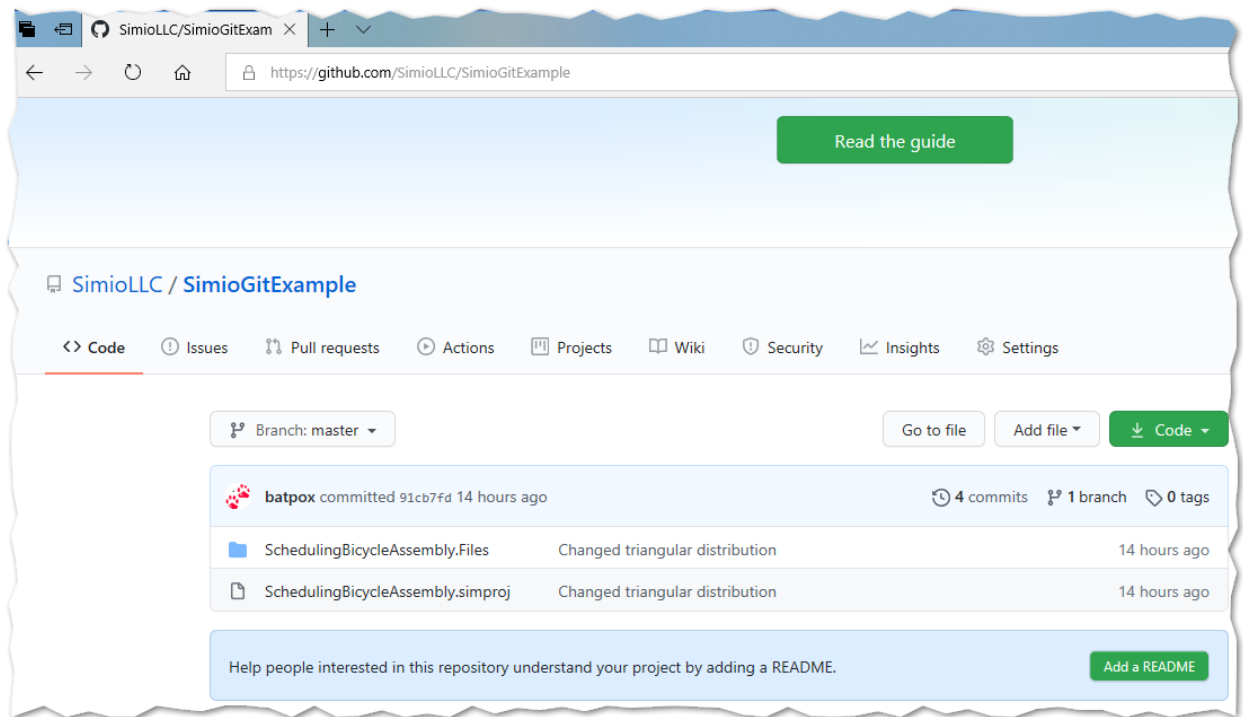 SimioLLC/SimioGitExam
https://github.com/SimioLLC/SimioGitExample
Read the guide
SimioLLC / SimioGitExample
Code Issues Pull requests Actions Projects Wiki Security Insights Settings
Branch: master Go to file Add file Code
batpox committed 91cb7fd 14 hours ago 4 commits 1 branch 0 tags
SchedulingBicycleAssembly.Files Changed triangular distribution 14 hours ago
SchedulingBicycleAssembly.simproj Changed triangular distribution 14 hours ago
Help people interested in this repository understand your project by adding a README. Add a README